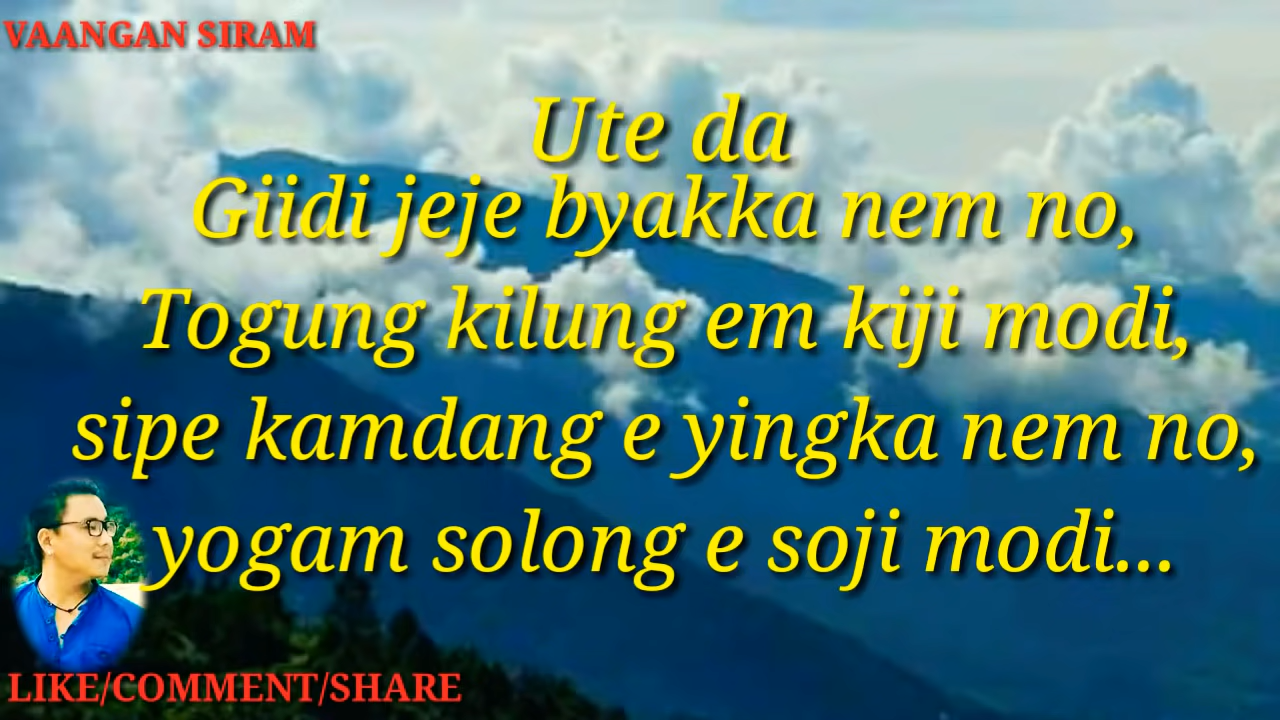 VAANGAN SIRAM
Ute da
Giidi jeje byakka nem no,
Togung kilung em kiji modi,
sipe kamdang e yingka nem no,
yogam solong e soji modi...
LIKE/COMMENT/SHARE